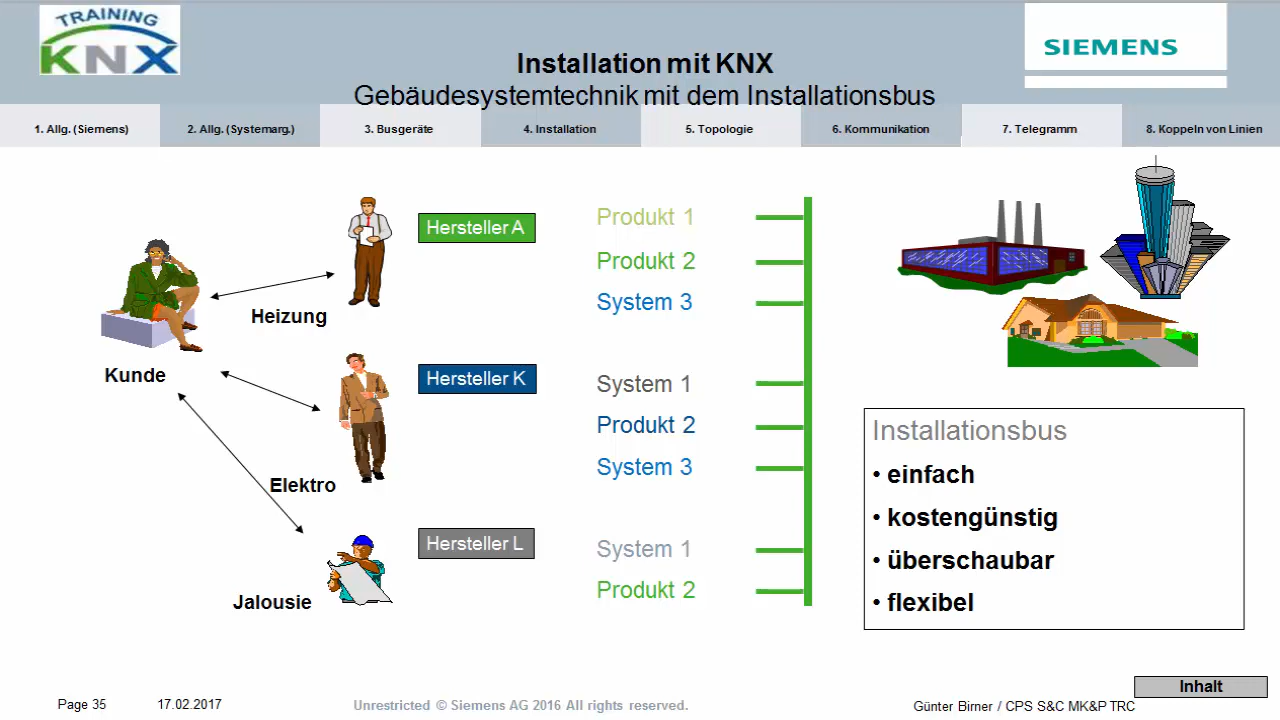 TRAINING
KNX
SIEMENS
Installation mit KNX
Gebäudesystemtechnik mit dem Installationsbus
1. Allg. (Siemens)
2. Allg. (Systemarg.)
3. Busgeräte
4. Installation
5. Topologie
6. Kommunikation
7. Telegramm
8. Koppeln von Linien
Kunde
Heizung
Elektro
Jalousie
Hersteller A
Produkt 1
Produkt 2
System 3
Hersteller K
System 1
Produkt 2
System 3
Hersteller L
System 1
Produkt 2
Installationsbus
• einfach
• kostengünstig
• überschaubar
• flexibel
Inhalt
Page 35
17.02.2017
Unrestricted © Siemens AG 2016 All rights reserved.
Günter Birner / CPS S&C MK&P TRC